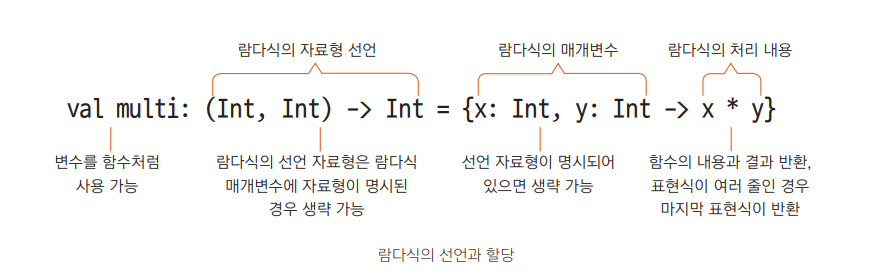 람다식의 자료형 선언
람다식의 매개변수
람다식의 처리 내용
val multi: (Int, Int) –> Int = {x: Int, y: Int –> x * y}
변수를 함수처럼
사용 가능
람다식의 선언 자료형은 람다식
매개변수에 자료형이 명시된
경우 생략 가능
선언 자료형이 명시되어
있으면 생략 가능
함수의 내용과 결과 반환,
표현식이 여러 줄인 경우
마지막 표현식이 반환
람다식의 선언과 할당